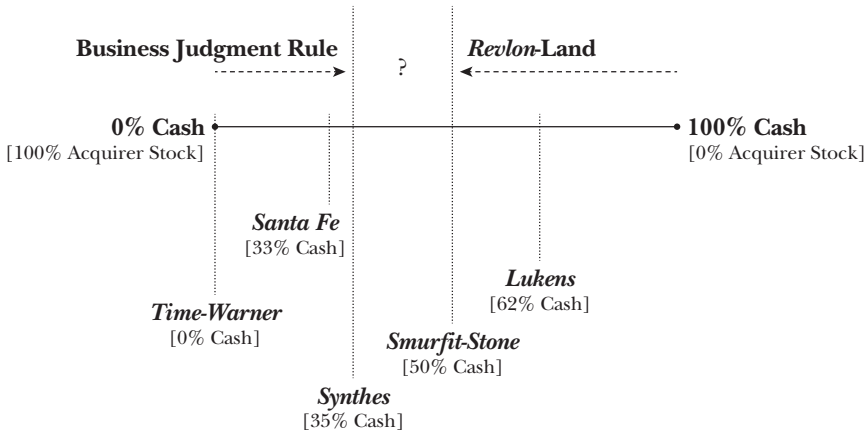 Business Judgment Rule
?
Revlon-Land
0% Cash
[100% Acquirer Stock]
100% Cash
[0% Acquirer Stock]
Santa Fe
[33% Cash]
Lukens
[62% Cash]
Time-Warner
[0% Cash]
Smurfit-Stone
[50% Cash]
Synthes
[35% Cash]